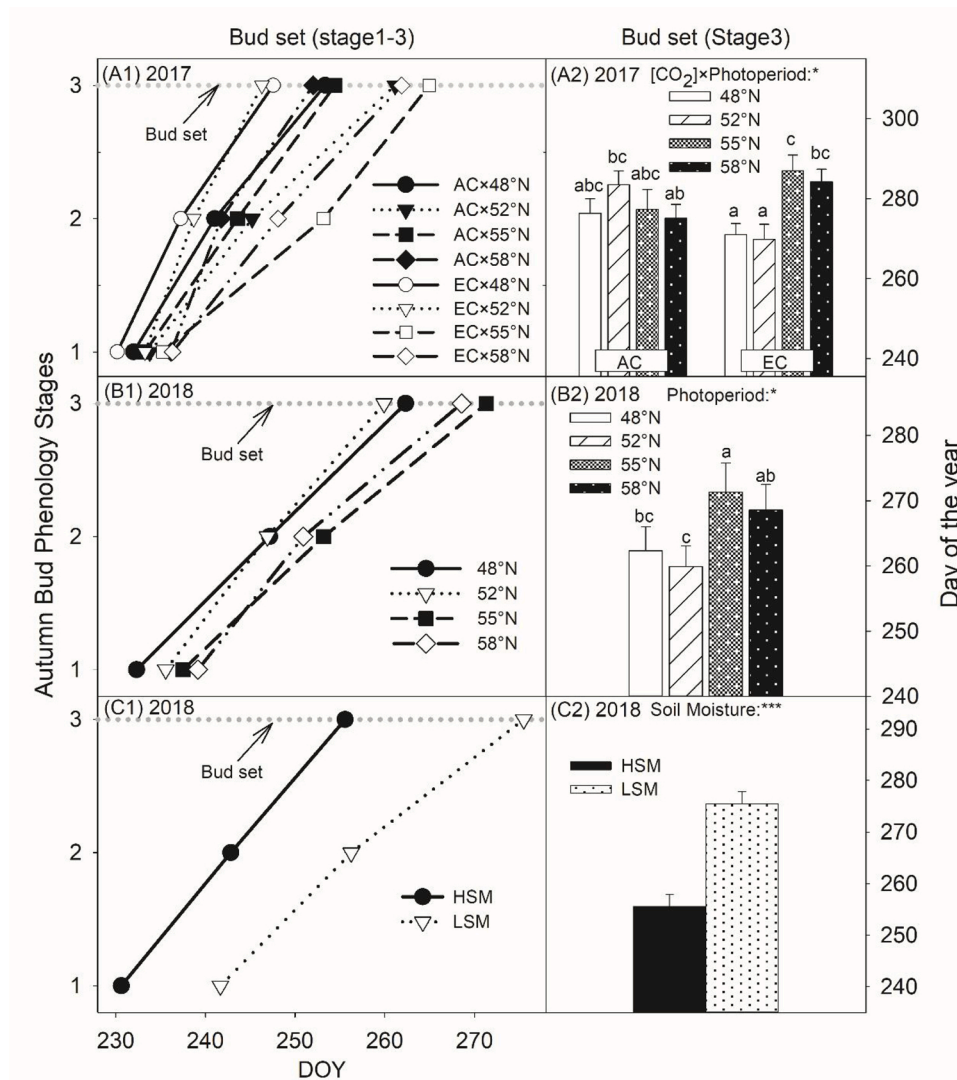 Bud set (stage1-3)
Bud set (Stage3)
Autumn Bud Phenology Stages
(A1) 2017
3
2
1
Bud set
AC×48°N
AC×52°N
AC×55°N
AC×58°N
EC×48°N
EC×52°N
EC×55°N
EC×58°N
(A2) 2017 [CO2]×Photoperiod:*
48°N
52°N
55°N
58°N
abc
bc
abc
ab
a
a
c
bc
AC
EC
300
280
260
240
(B1) 2018
3
2
1
Bud set
48°N
52°N
55°N
58°N
(B2) 2018 Photoperiod:*
48°N
52°N
55°N
58°N
bc
c
a
ab
280
270
260
250
240
Day of the year
(C1) 2018
3
2
1
Bud set
HSM
LSM
230
240
250
260
270
DOY
(C2) 2018 Soil Moisture:***
HSM
LSM
290
280
270
260
250
240